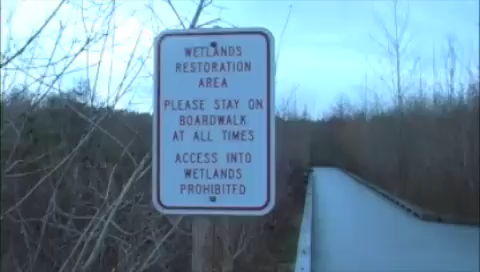 WETLANDS
RESTORATION
AREA
PLEASE STAY ON
BOARDWALK
AT ALL TIMES
ACCESS INTO
WETLANDS
PROHIBITED